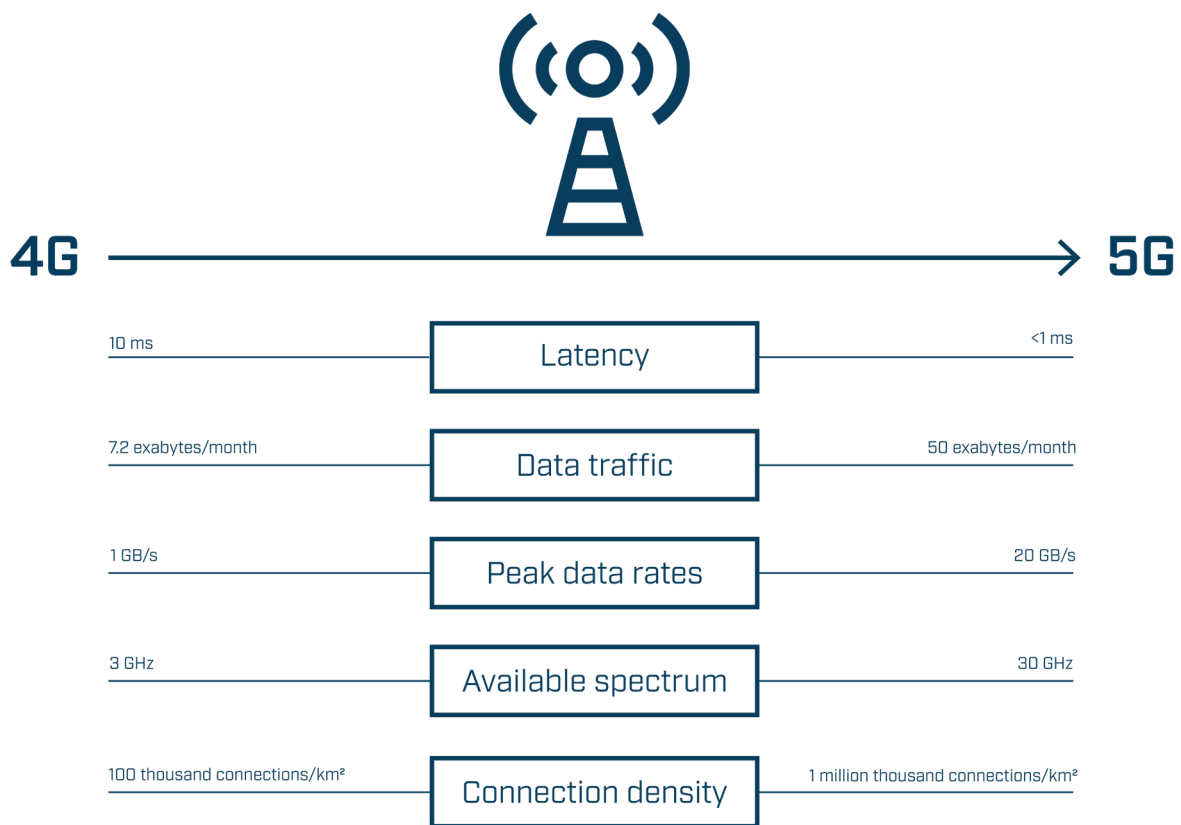 4G
5G
10 ms
Latency
<1 ms
7.2 exabytes/month
Data traffic
50 exabytes/month
1 GB/s
Peak data rates
20 GB/s
3 GHz
Available spectrum
30 GHz
100 thousand connections/km²
Connection density
1 million thousand connections/km²